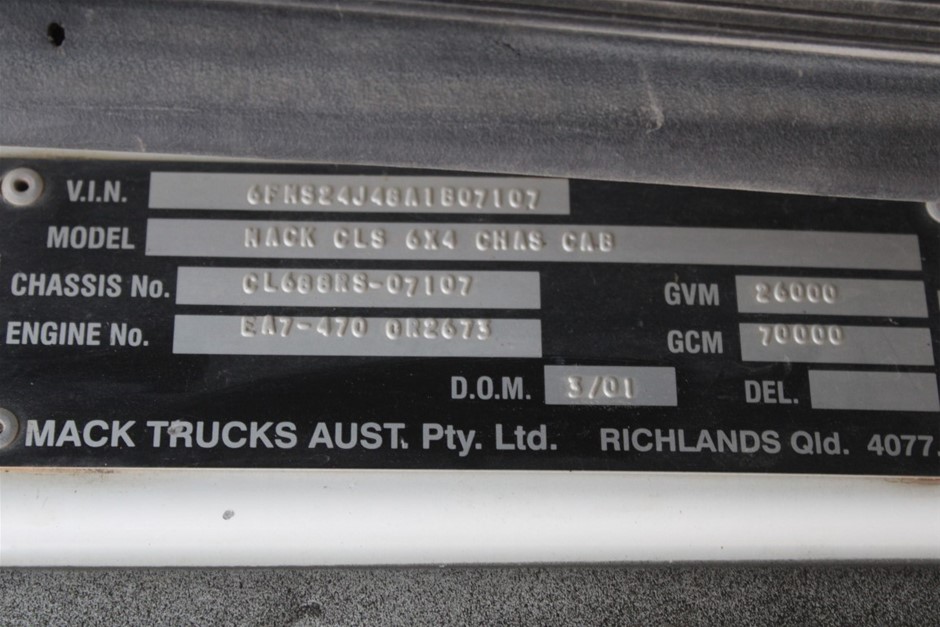 V.I.N. 6FMS24J4BA1B07107
MODEL MACK CLS 6X4 CHAS CAB
CHASSIS No. CL688RS-07107
GVM 26000
ENGINE No. EA7-470 0R2673
GCM 70000
D.O.M. 3/01
DEL.
MACK TRUCKS AUST. Pty. Ltd. RICHLANDS Qld. 4077.